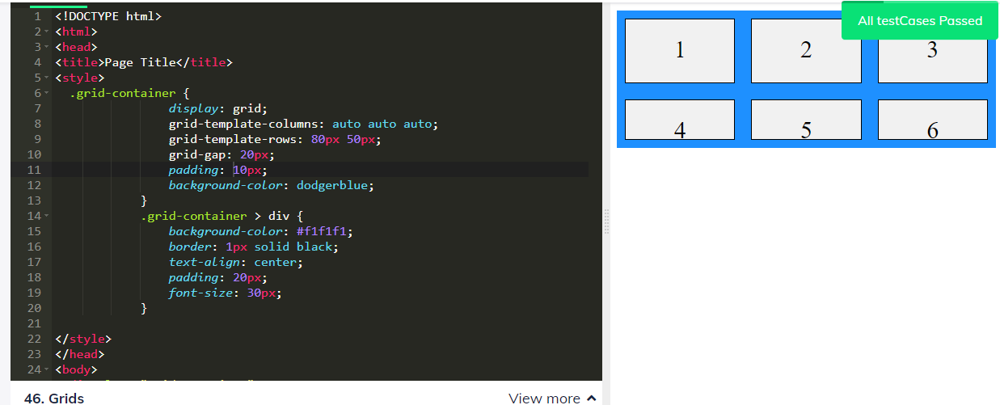 1 <!DOCTYPE html>
2 <html>
3 <head>
4 <title>Page Title</title>
5 <style>
6 .grid-container {
7 display: grid;
8 grid-template-columns: auto auto auto;
9 grid-template-rows: 80px 50px;
10 grid-gap: 20px;
11 padding: 10px;
12 background-color: dodgerblue;
13 }
14 .grid-container > div {
15 background-color: #f1f1f1;
16 border: 1px solid black;
17 text-align: center;
18 padding: 20px;
19 font-size: 30px;
20 }
21
22 </style>
23 </head>
24 <body>
46. Grids
View more
All testCases Passed
1 2 3
4 5 6